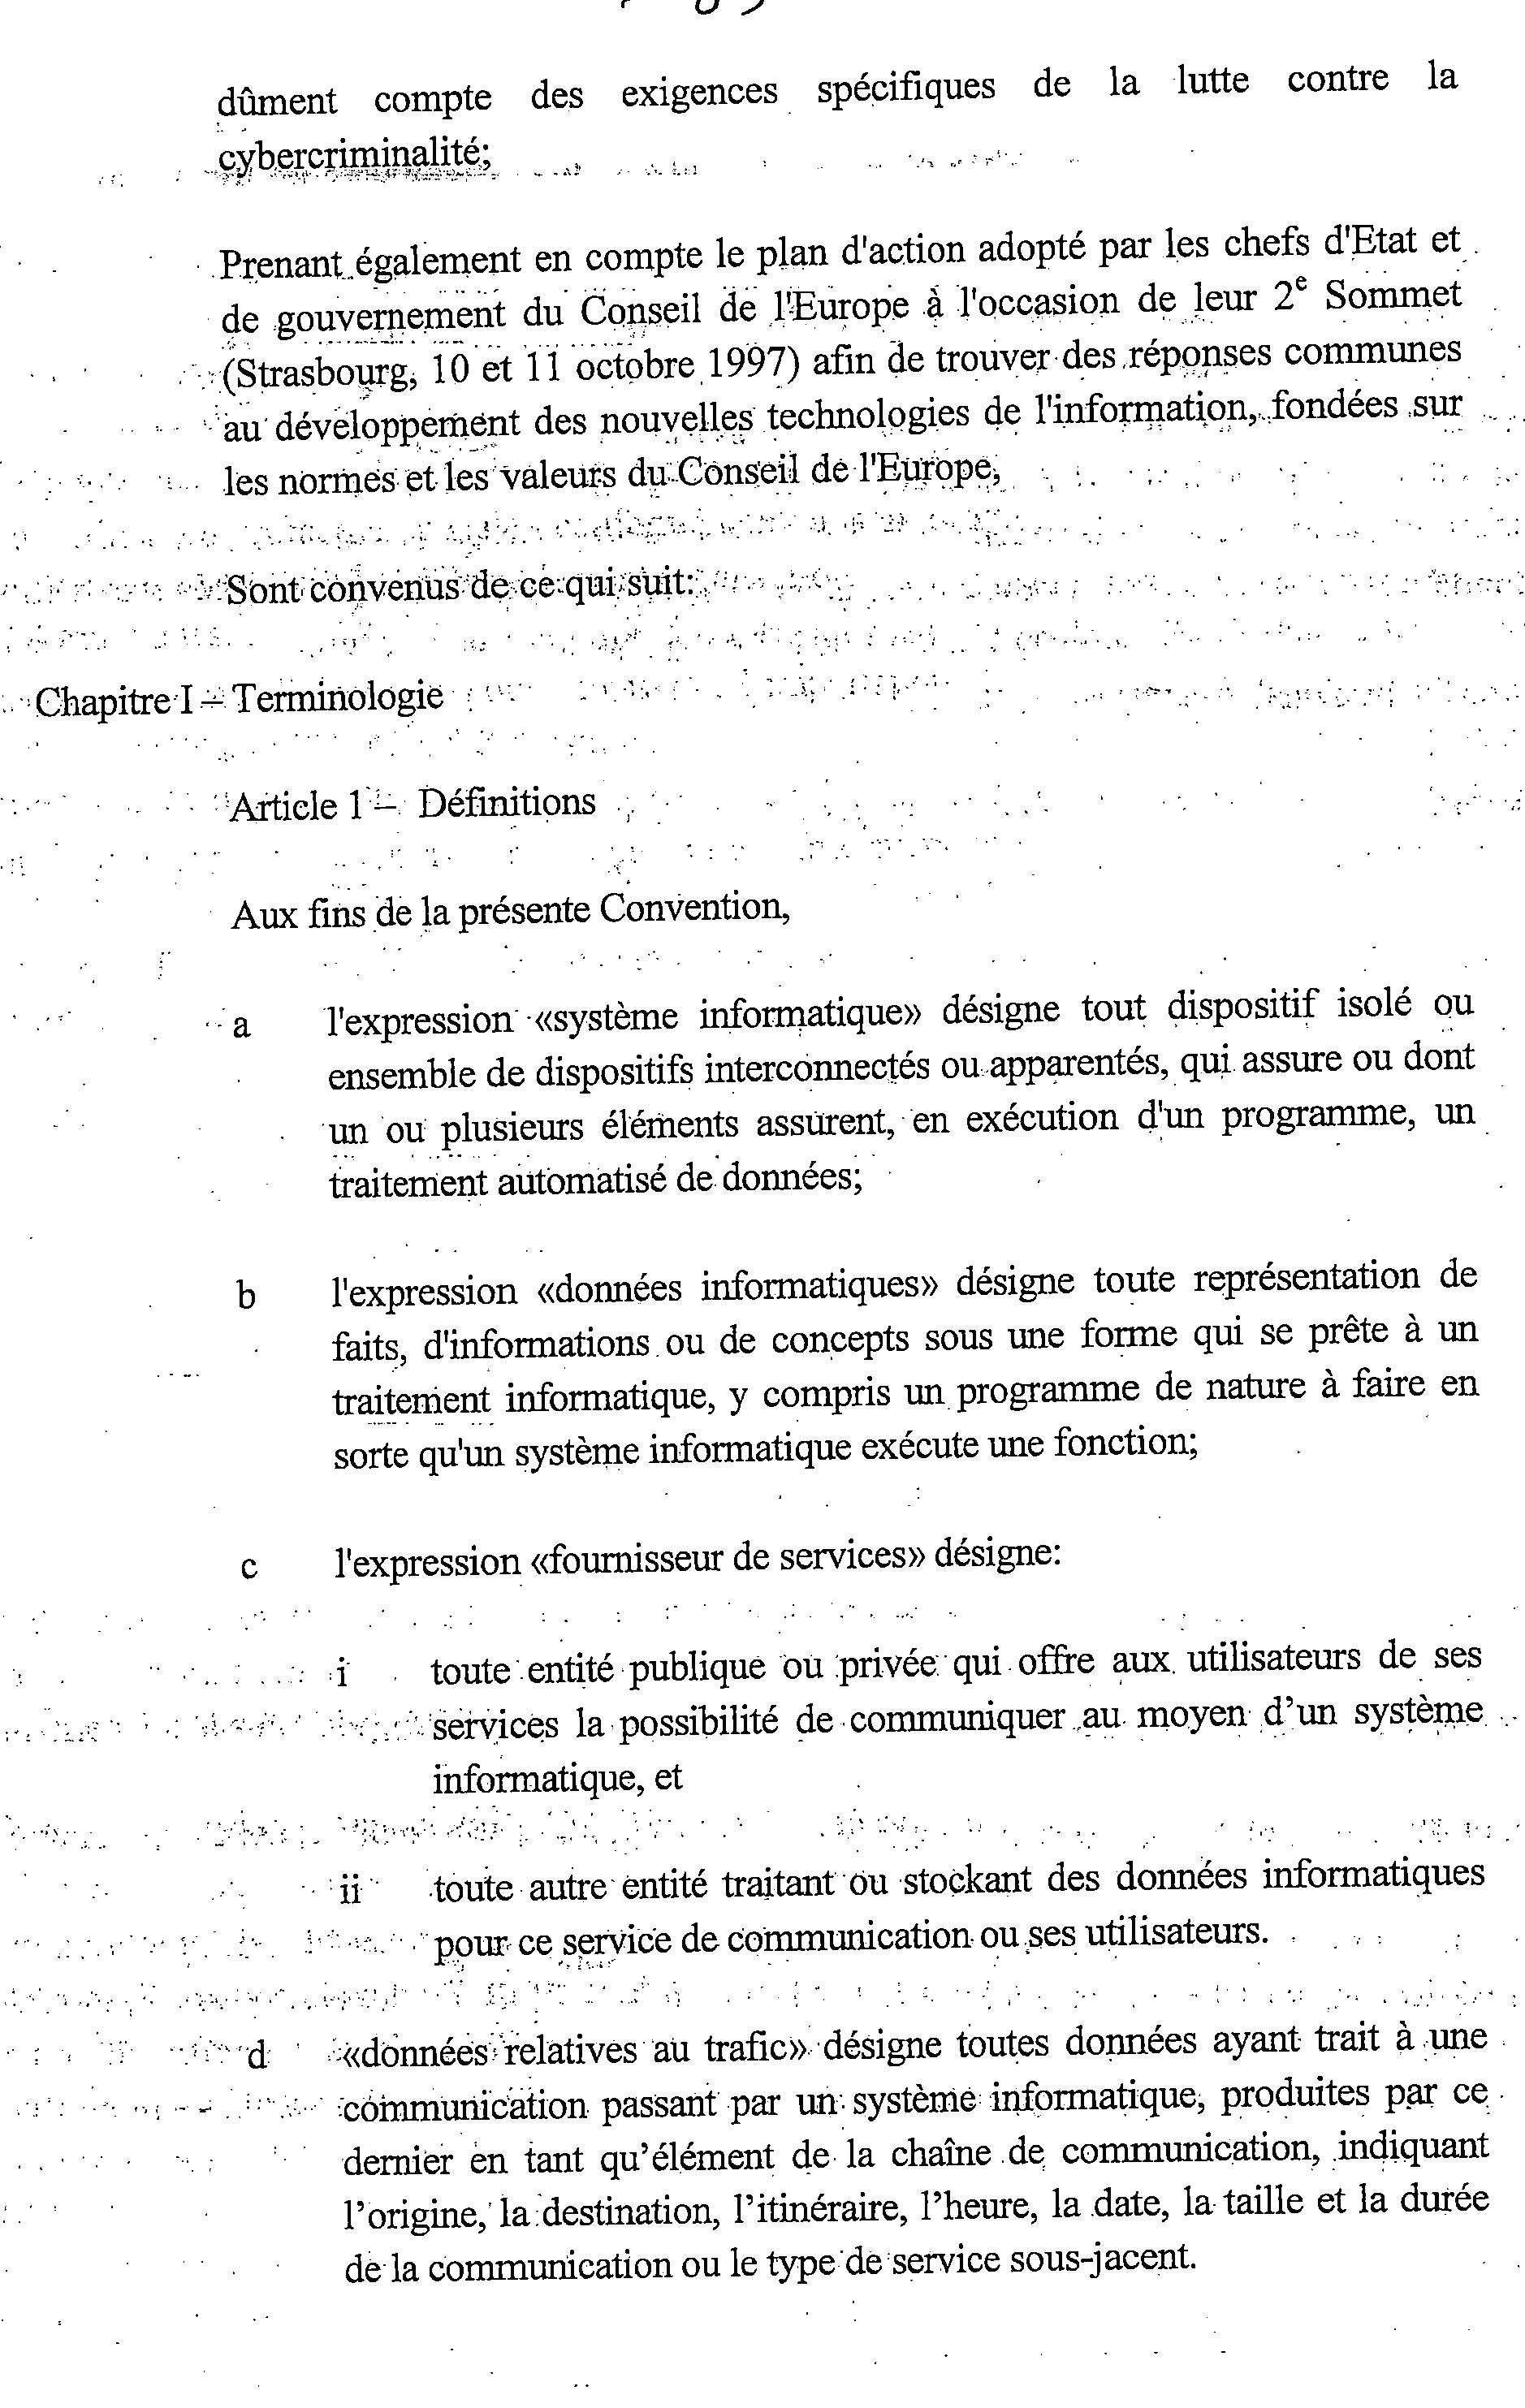 dûment compte des exigences spécifiques de la lutte contre la
cybercriminalité;
Prenant également en compte le plan d'action adopté par les chefs d'Etat et
de gouvernement du Conseil de l'Europe à l'occasion de leur 2e Sommet
(Strasbourg, 10 et 11 octobre 1997) afin de trouver des réponses communes
au développement des nouvelles technologies de l'information, fondées sur
les normes et les valeurs du Conseil de l'Europe,
Sont convenus de ce qui suit:
Chapitre I – Terminologie
Article 1 – Définitions
Aux fins de la présente Convention,
a l'expression «système informatique» désigne tout dispositif isolé ou
ensemble de dispositifs interconnectés ou apparentés, qui assure ou dont
un ou plusieurs éléments assurent, en exécution d'un programme, un
traitement automatisé de données;
b l'expression «données informatiques» désigne toute représentation de
faits, d'informations ou de concepts sous une forme qui se prête à un
traitement informatique, y compris un programme de nature à faire en
sorte qu'un système informatique exécute une fonction;
c l'expression «fournisseur de services» désigne:
i toute entité publique ou privée qui offre aux utilisateurs de ses
services la possibilité de communiquer au moyen d’un système
informatique, et
ii toute autre entité traitant ou stockant des données informatiques
pour ce service de communication ou ses utilisateurs.
d «données relatives au trafic» désigne toutes données ayant trait à une
communication passant par un système informatique, produites par ce
dernier en tant qu’élément de la chaîne de communication, indiquant
l’origine, la destination, l’itinéraire, l’heure, la date, la taille et la durée
de la communication ou le type de service sous-jacent.